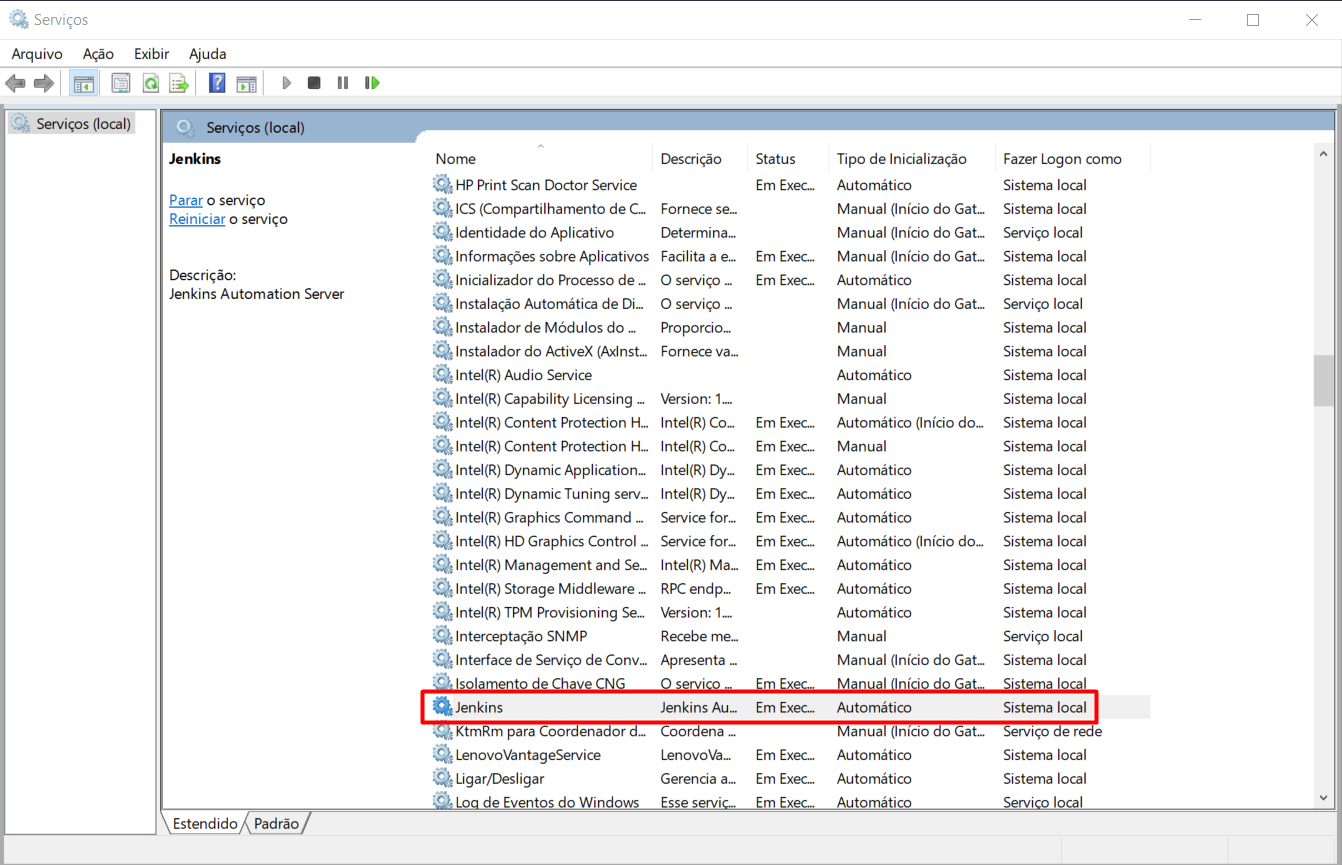 Serviços
Arquivo Ação Exibir Ajuda
Serviços (local)
Serviços (local)
Jenkins
Parar o serviço
Reiniciar o serviço
Descrição:
Jenkins Automation Server
Nome Descrição Status Tipo de Inicialização Fazer Logon como
HP Print Scan Doctor Service Em Exec... Automático Sistema local
ICS (Compartilhamento de C... Fornece se... Manual (Início do Gat... Sistema local
Identidade do Aplicativo Determina... Manual (Início do Gat... Serviço local
Informações sobre Aplicativos Facilita a e... Em Exec... Manual (Início do Gat... Sistema local
Inicializador do Processo de ... O serviço ... Em Exec... Automático Sistema local
Instalação Automática de Di... O serviço ... Manual (Início do Gat... Serviço local
Instalador de Módulos do ... Proporcio... Manual Sistema local
Instalador do ActiveX (AxInst... Fornece va... Manual Sistema local
Intel(R) Audio Service Automático Sistema local
Intel(R) Capability Licensing ... Version: 1.... Manual Sistema local
Intel(R) Content Protection H... Intel(R) Co... Em Exec... Automático (Início do... Sistema local
Intel(R) Content Protection H... Intel(R) Co... Em Exec... Manual Sistema local
Intel(R) Dynamic Application... Intel(R) Dy... Em Exec... Automático Sistema local
Intel(R) Dynamic Tuning serv... Intel(R) Dy... Em Exec... Automático Sistema local
Intel(R) Graphics Command ... Service for... Em Exec... Automático Sistema local
Intel(R) HD Graphics Control ... Service for... Em Exec... Automático (Início do... Sistema local
Intel(R) Management and Se... Intel(R) Ma... Em Exec... Automático Sistema local
Intel(R) Storage Middleware ... RPC endp... Em Exec... Automático Sistema local
Intel(R) TPM Provisioning Se... Version: 1.... Automático Sistema local
Interceptação SNMP Recebe me... Manual Serviço local
Interface de Serviço de Conv... Apresenta ... Manual (Início do Gat... Sistema local
Isolamento de Chave CNG O serviço ... Em Exec... Manual (Início do Gat... Sistema local
Jenkins Jenkins Au... Em Exec... Automático Sistema local
KtmRm para Coordenador d... Coordena ... Manual (Início do Gat... Serviço de rede
LenovoVantageService LenovoVa... Em Exec... Automático Sistema local
Ligar/Desligar Gerencia a... Em Exec... Automático Sistema local
Log de Eventos do Windows Esse serviç... Em Exec... Automático Serviço local
Estendido Padrão